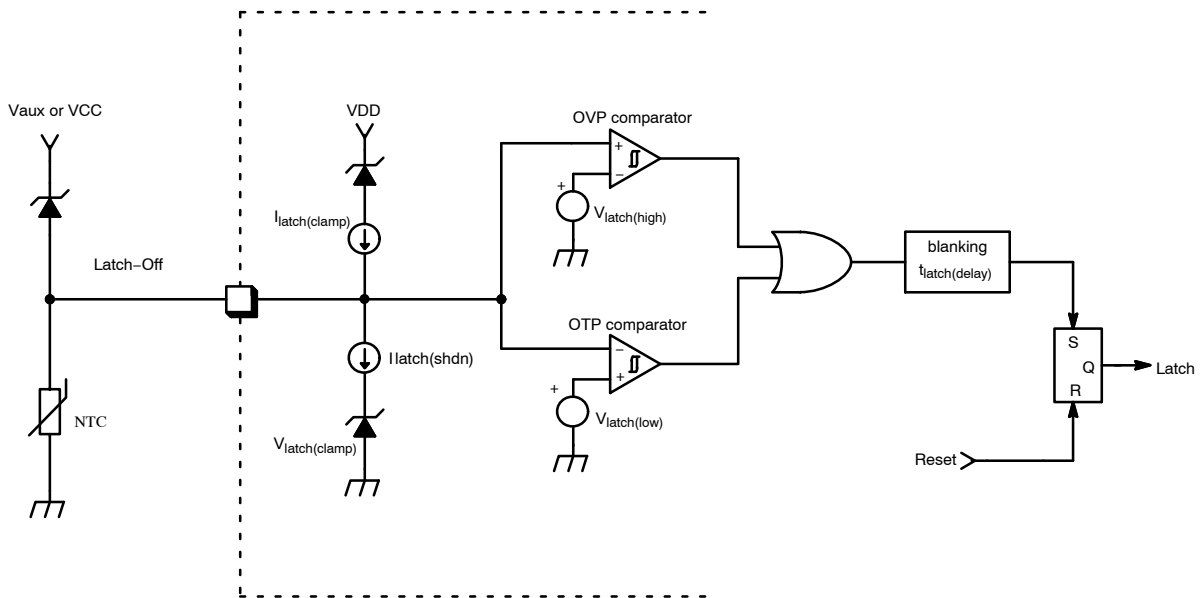 Vaux or VCC
VDD
OVP comparator
+
−
+
Vlatch(high)
Ilatch(clamp)
Latch−Off
blanking
tlatch(delay)
OTP comparator
−
+
+
Ilatch(shdn)
Vlatch(low)
S
Q
R
Latch
NTC
Vlatch(clamp)
Reset